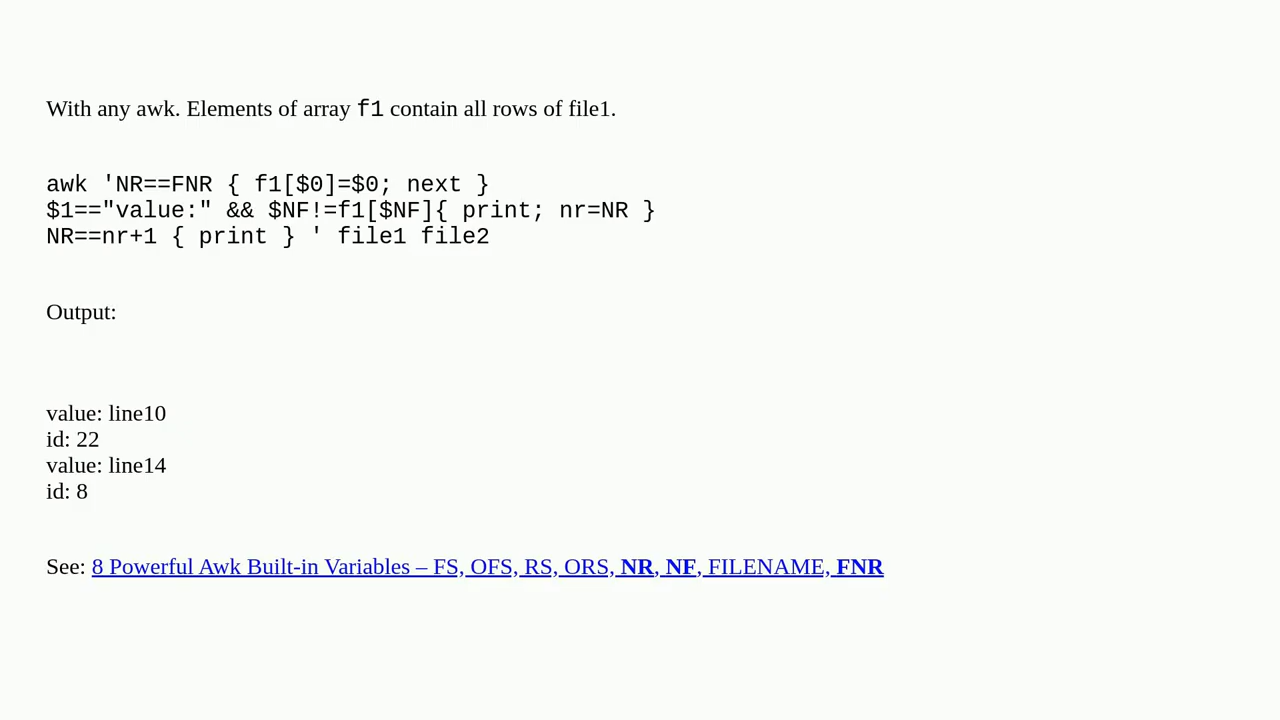 With any awk. Elements of array f1 contain all rows of file1.
awk 'NR==FNR { f1[$0]=$0; next }
$1=="value:" && $NF!=f1[$NF]{ print; nr=NR }
NR==nr+1 { print } ' file1 file2
Output:
value: line10
id: 22
value: line14
id: 8
See: 8 Powerful Awk Built-in Variables – FS, OFS, RS, ORS, NR, NF, FILENAME, FNR